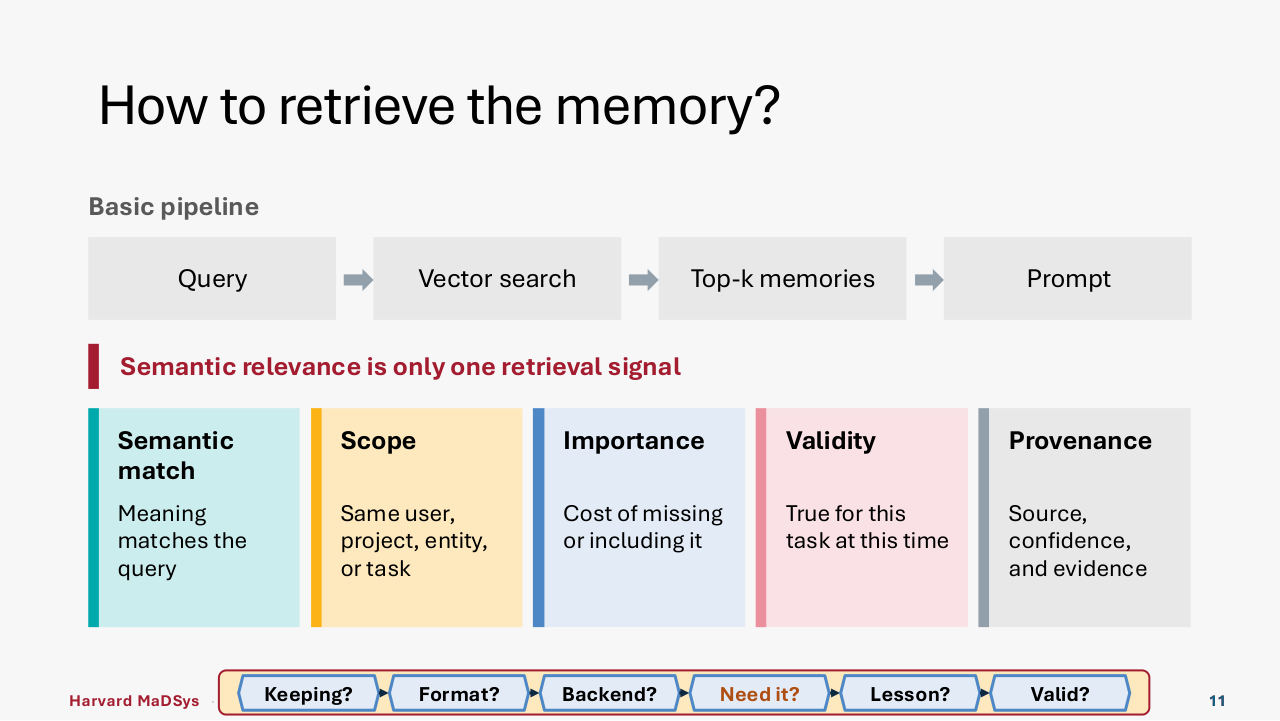 How to retrieve the memory?
Basic pipeline
Query
Vector search
Top-k memories
Prompt
Semantic relevance is only one retrieval signal
Semantic
match
Meaning
matches the
query
Scope
Same user,
project, entity,
or task
Importance
Cost of missing
or including it
Validity
True for this
task at this time
Provenance
Source,
confidence,
and evidence
Harvard MaDSys
Keeping?
Format?
Backend?
Need it?
Lesson?
Valid?
11